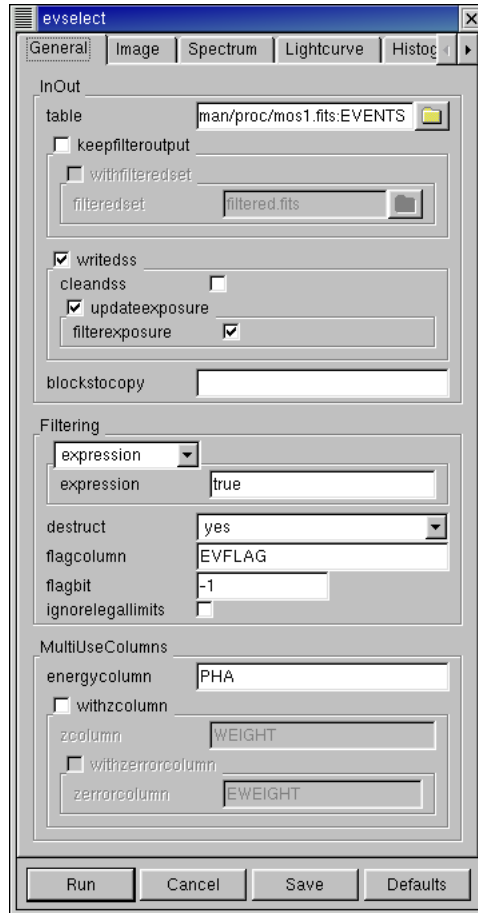 evselect
General Image Spectrum Lightcurve
InOut
table man/proc/mos1.fits:EVENTS
keepfilteroutput
withfilteredset
filteredset filtered.fits
writedss
cleandss
updateexposure
filterexposure
blockstocopy
Filtering
expression
expression true
destruct yes
flagcolumn EVFLAG
flagbit -1
ignorelegallimits
MultiUseColumns
energycolumn PHA
withzcolumn
zcolumn WEIGHT
withzerrorcolumn
zerrorcolumn EWEIGHT
Run Cancel Save Defaults